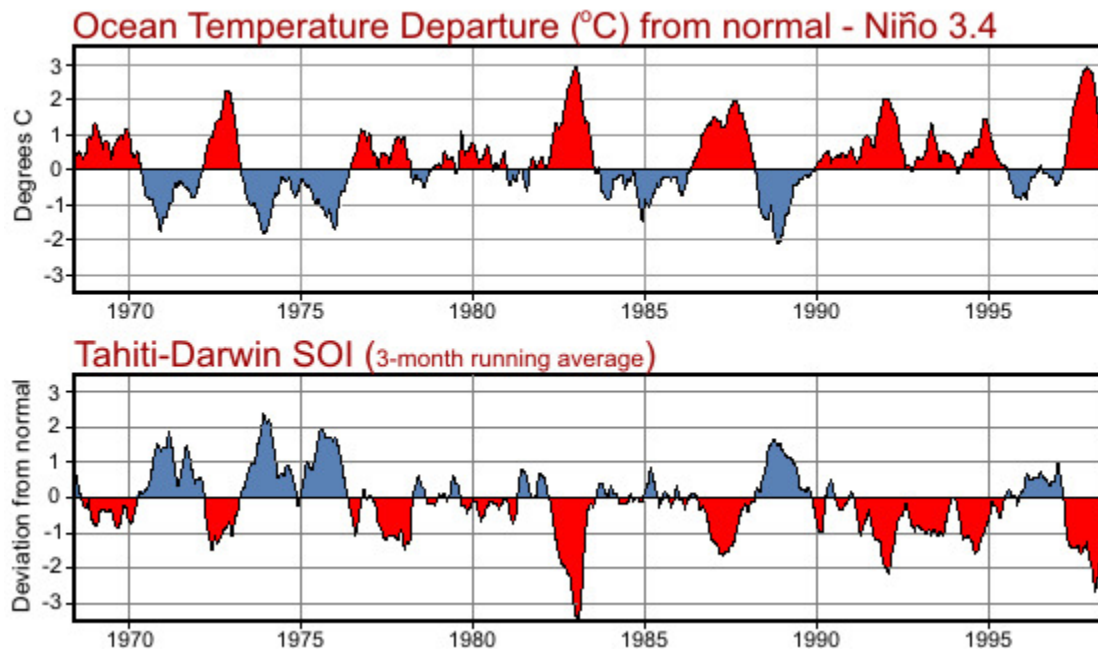 Ocean Temperature Departure (°C) from normal - Niño 3.4
Degrees C
3
2
1
0
-1
-2
-3
1970 1975 1980 1985 1990 1995
Tahiti-Darwin SOI (3-month running average)
Deviation from normal
3
2
1
0
-1
-2
-3
1970 1975 1980 1985 1990 1995